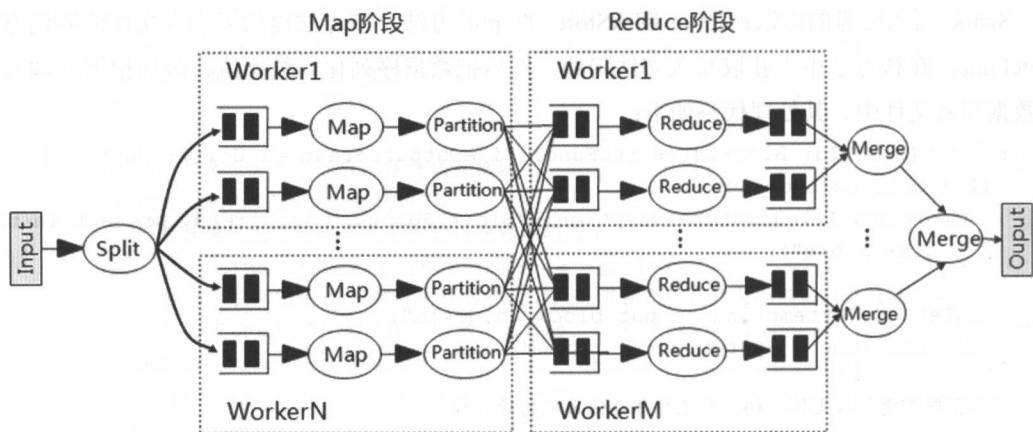 Map阶段
Reduce阶段
Worker1
Worker1
Map
Partition
Reduce
Map
Partition
Reduce
Merge
Input
Split
Merge
Ouput
Map
Partition
Reduce
Merge
Map
Partition
Reduce
WorkerN
WorkerM